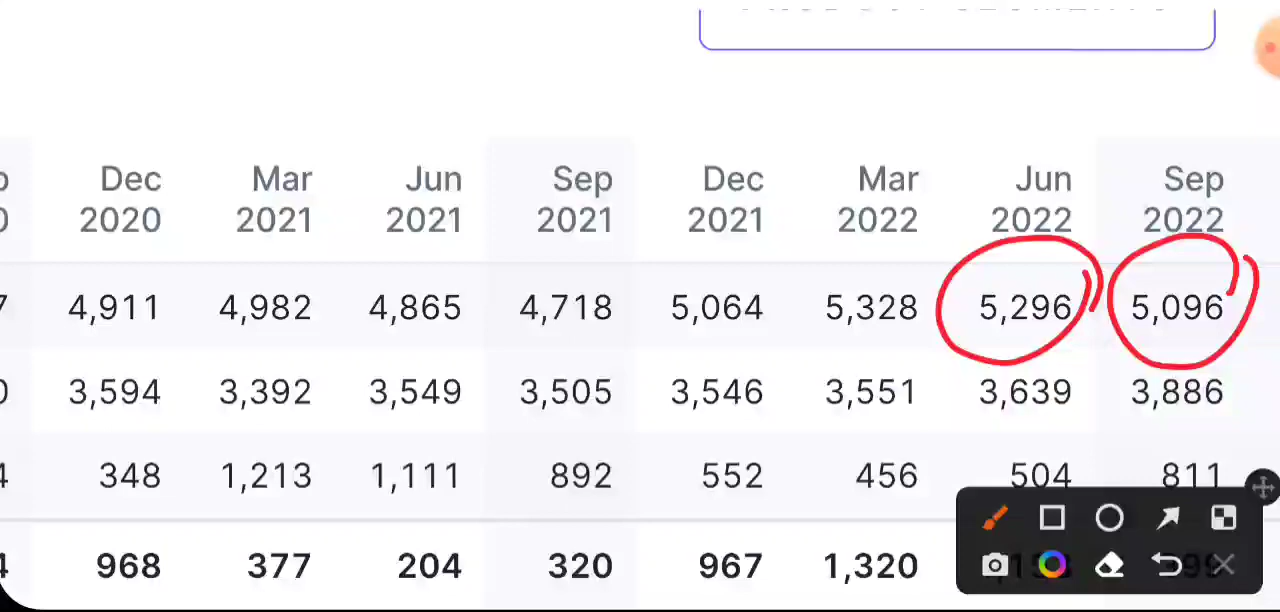 Dec Mar Jun Sep Dec Mar Jun Sep
2020 2021 2021 2021 2021 2022 2022 2022
4,911 4,982 4,865 4,718 5,064 5,328 5,296 5,096
3,594 3,392 3,549 3,505 3,546 3,551 3,639 3,886
348 1,213 1,111 892 552 456 504 811
968 377 204 320 967 1,320